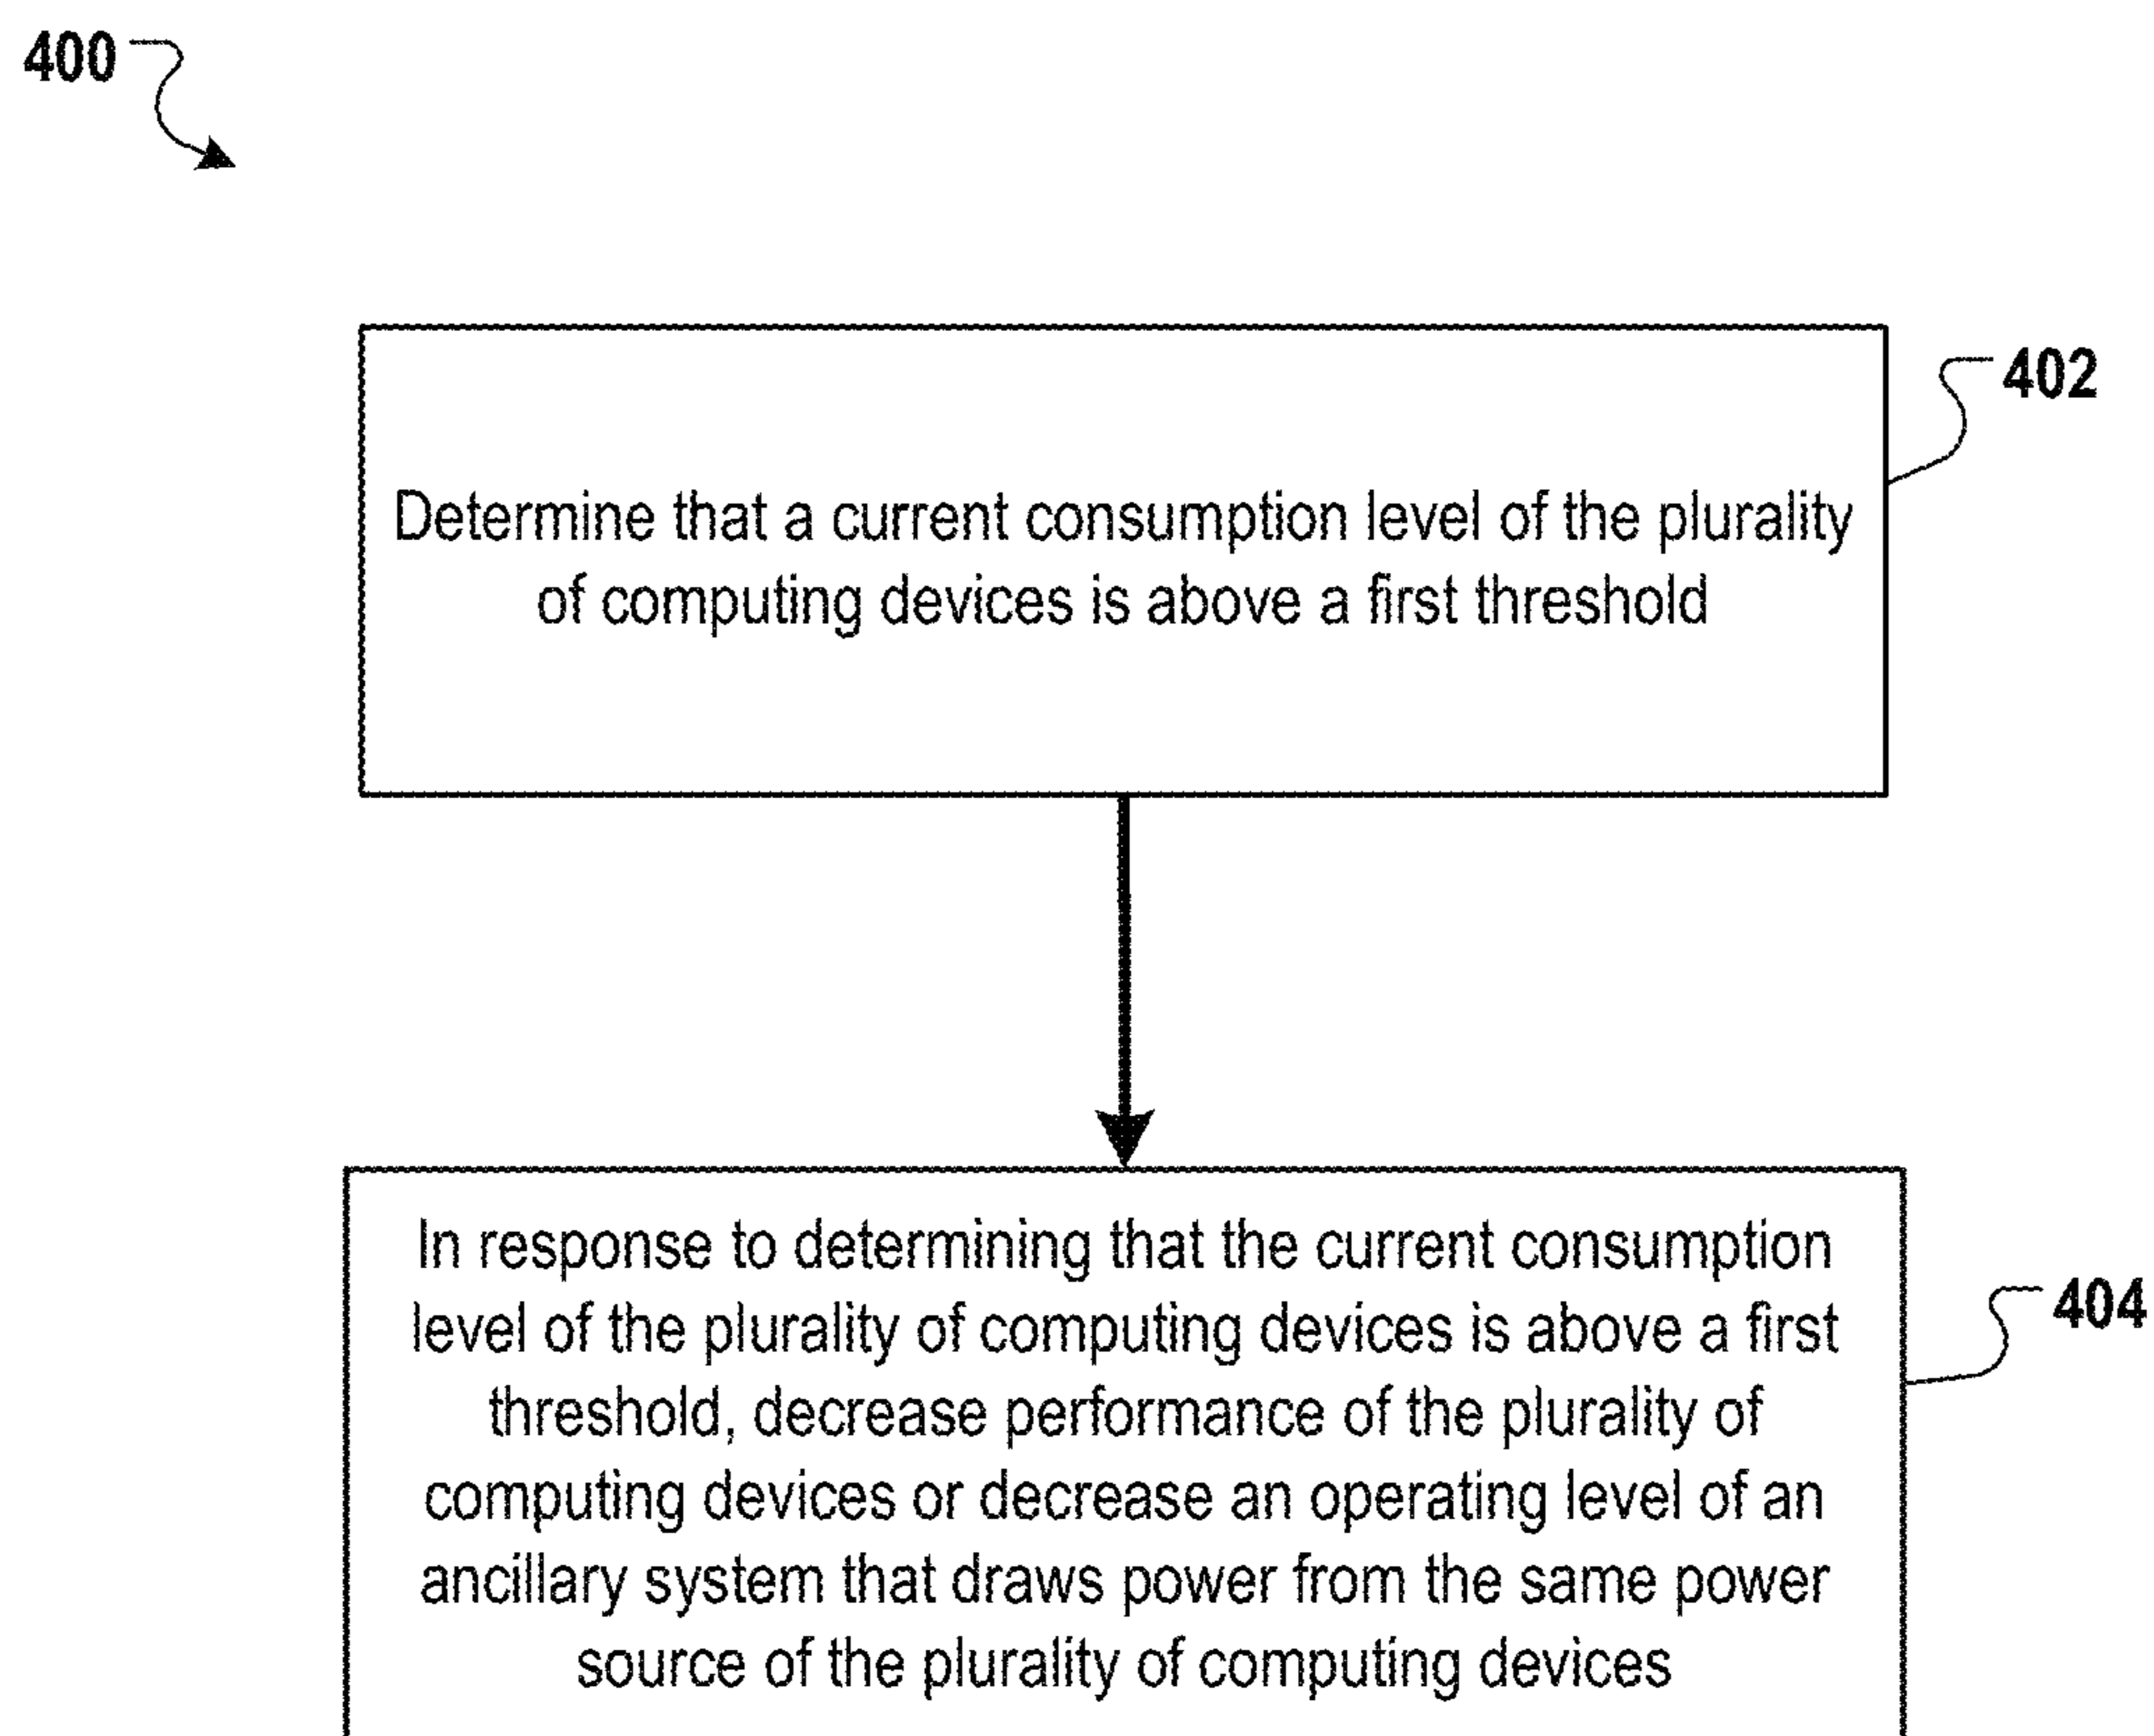 400
402
Determine that a current consumption level of the plurality
of computing devices is above a first threshold
In response to determining that the current consumption
level of the plurality of computing devices is above a first
threshold, decrease performance of the plurality of
computing devices or decrease an operating level of an
ancillary system that draws power from the same power
source of the plurality of computing devices
404